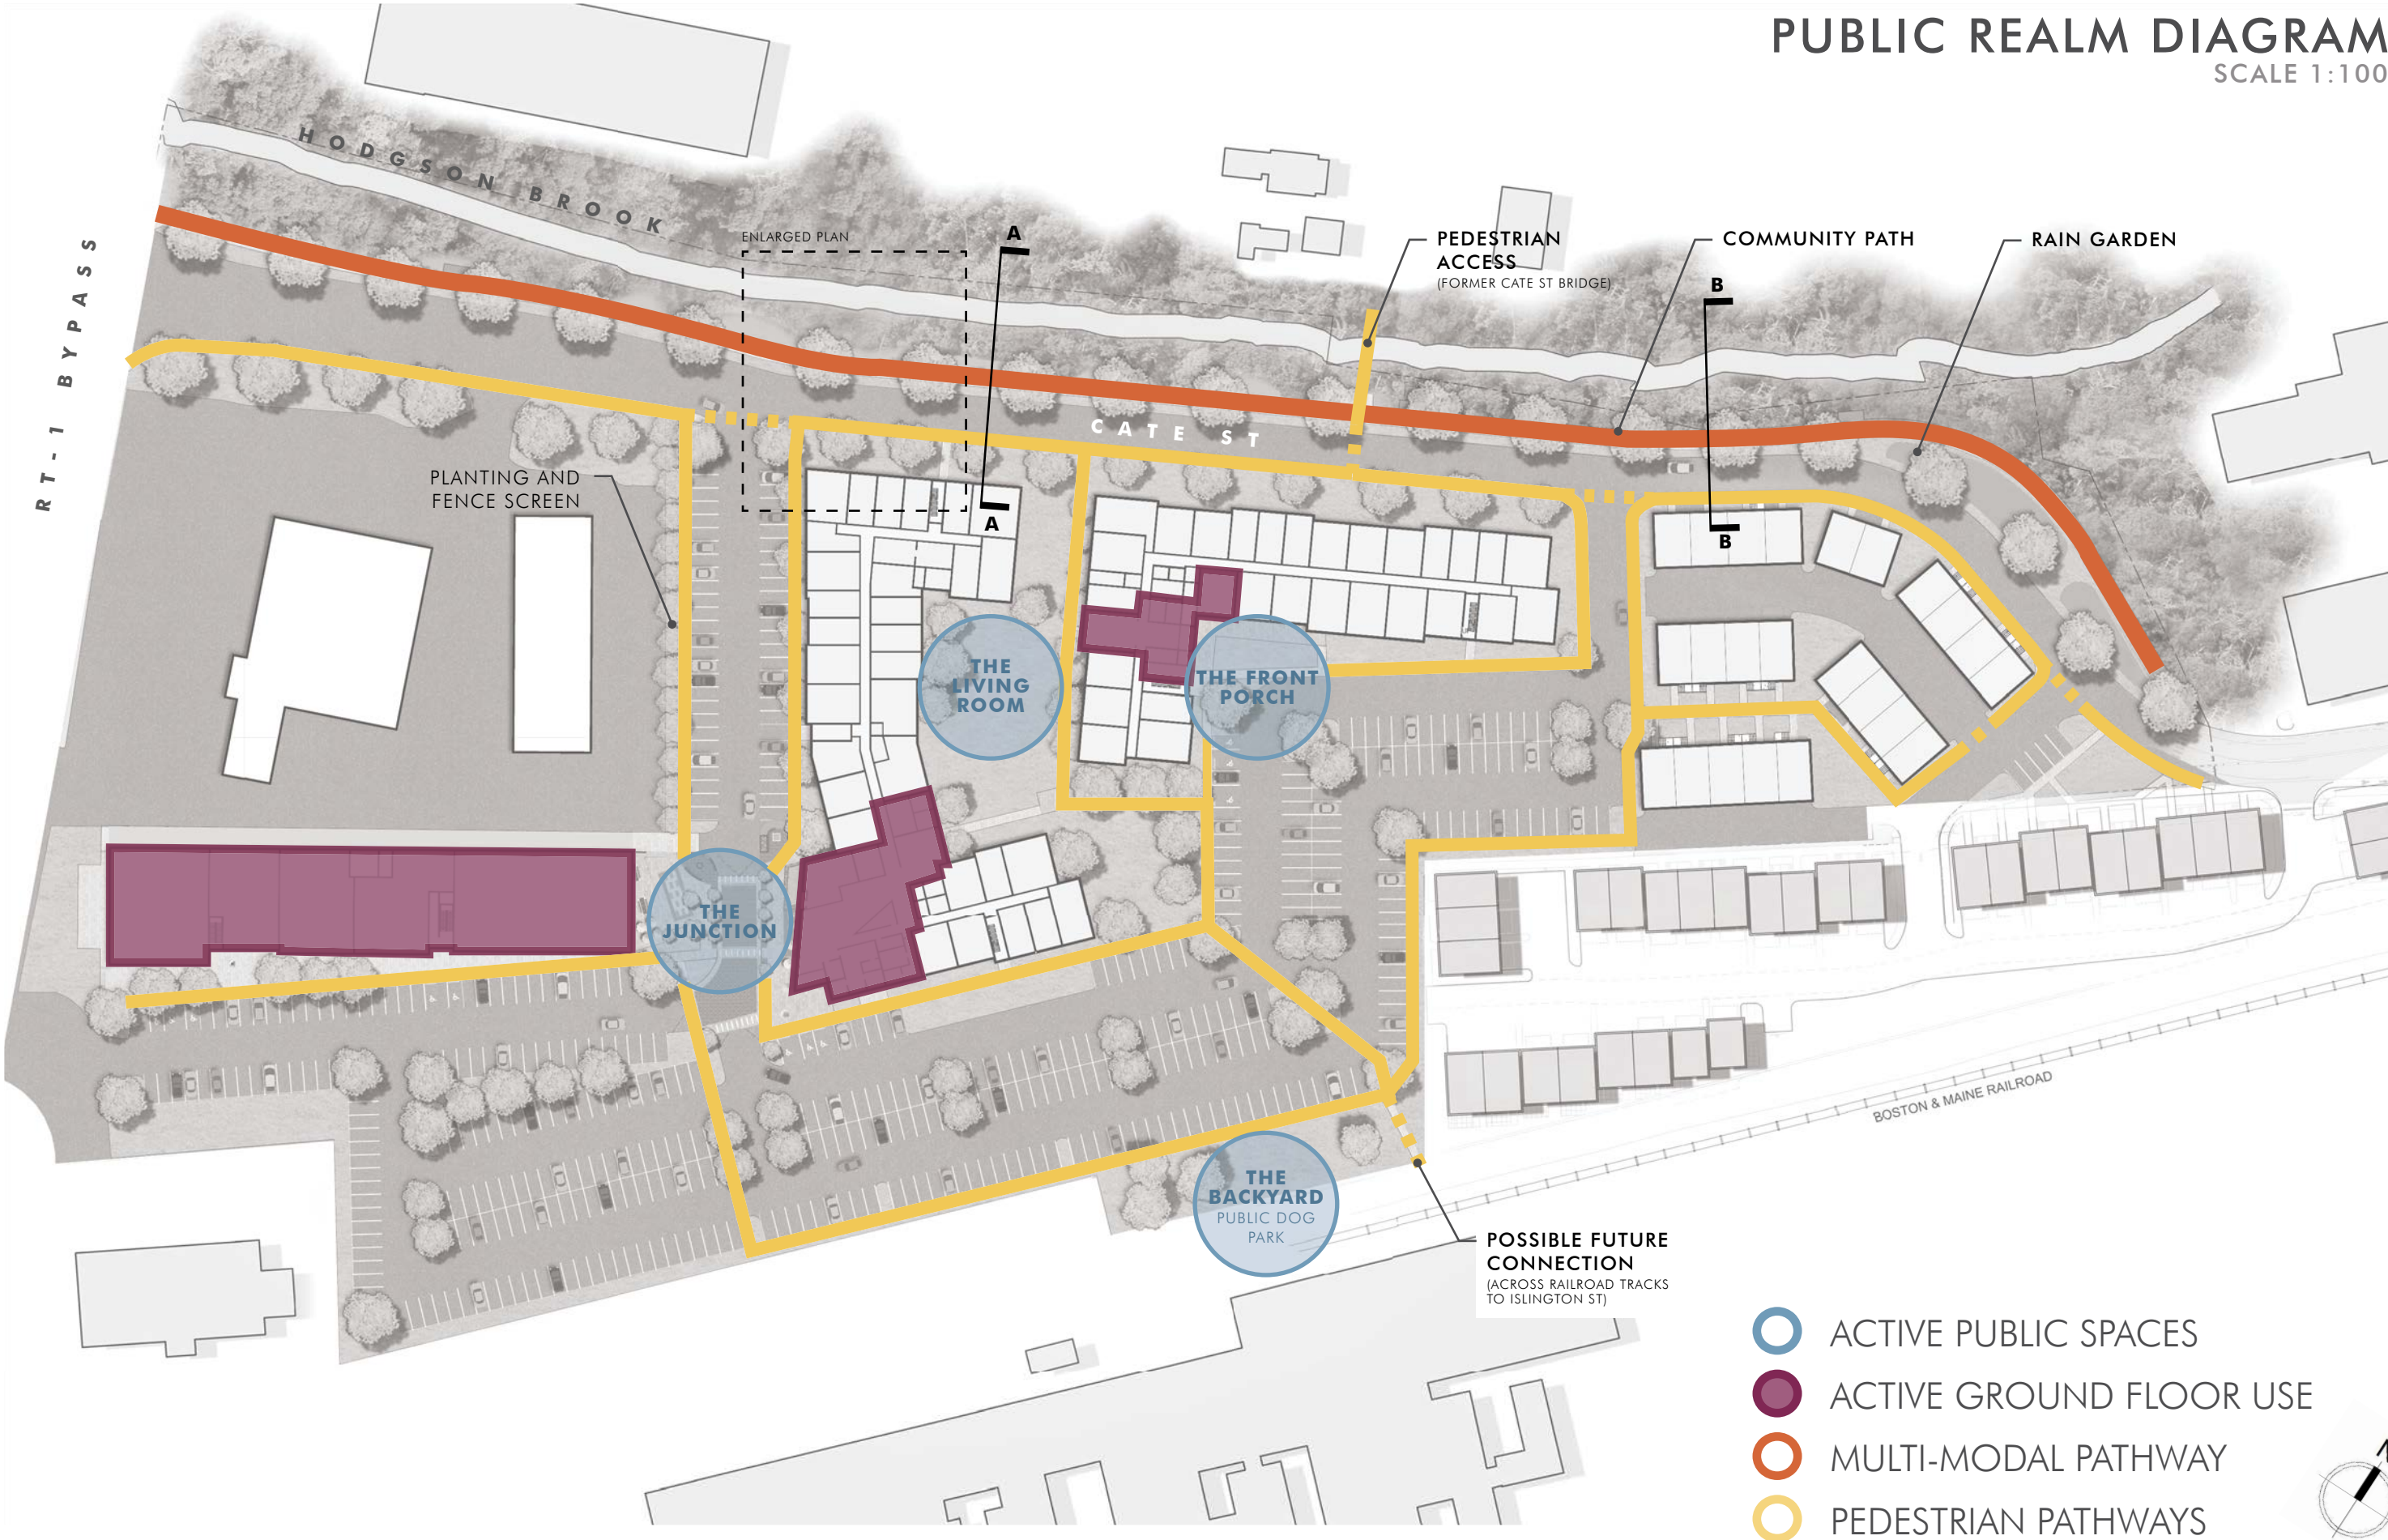 PUBLIC REALM DIAGRAM
SCALE 1:100
HODGSON BROOK
RT-1 BYPASS
ENLARGED PLAN
A
A
PEDESTRIAN
ACCESS
(FORMER CATE ST BRIDGE)
COMMUNITY PATH
RAIN GARDEN
B
B
CATE ST
PLANTING AND
FENCE SCREEN
THE
LIVING
ROOM
THE FRONT
PORCH
THE
JUNCTION
THE
BACKYARD
PUBLIC DOG
PARK
BOSTON & MAINE RAILROAD
POSSIBLE FUTURE
CONNECTION
(ACROSS RAILROAD TRACKS
TO ISLINGTON ST)
ACTIVE PUBLIC SPACES
ACTIVE GROUND FLOOR USE
MULTI-MODAL PATHWAY
PEDESTRIAN PATHWAYS